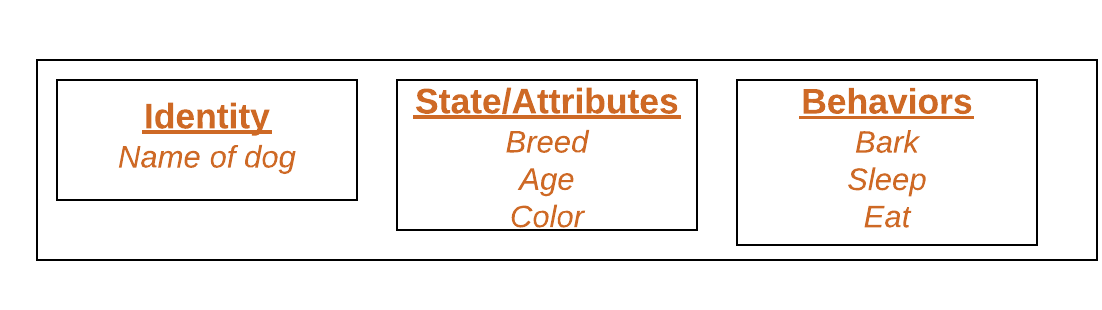 Identity
Name of dog
State/Attributes
Breed
Age
Color
Behaviors
Bark
Sleep
Eat